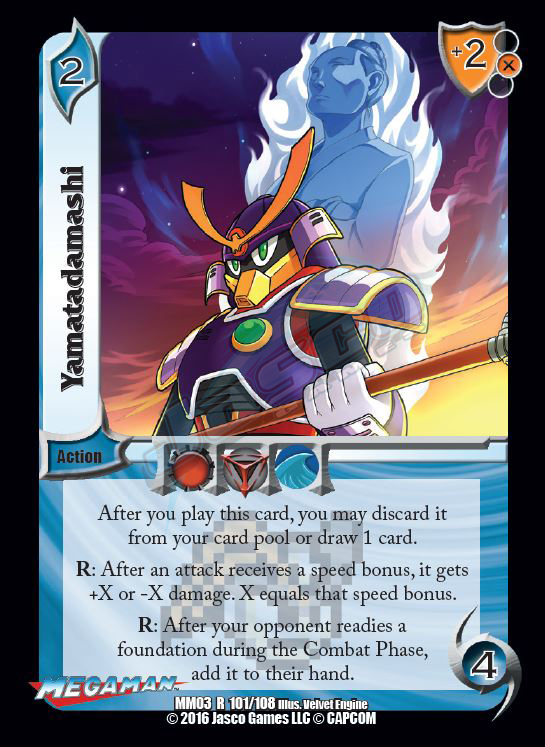 2
+2
X
Yamatadamashi
Action
After you play this card, you may discard it
from your card pool or draw 1 card.
R: After an attack receives a speed bonus, it gets
+X or -X damage. X equals that speed bonus.
R: After your opponent readies a
foundation during the Combat Phase,
add it to their hand.
4
MEGAMAN
MM03 R 101/108 Illus. Velvet Engine
© 2016 Jasco Games LLC © CAPCOM